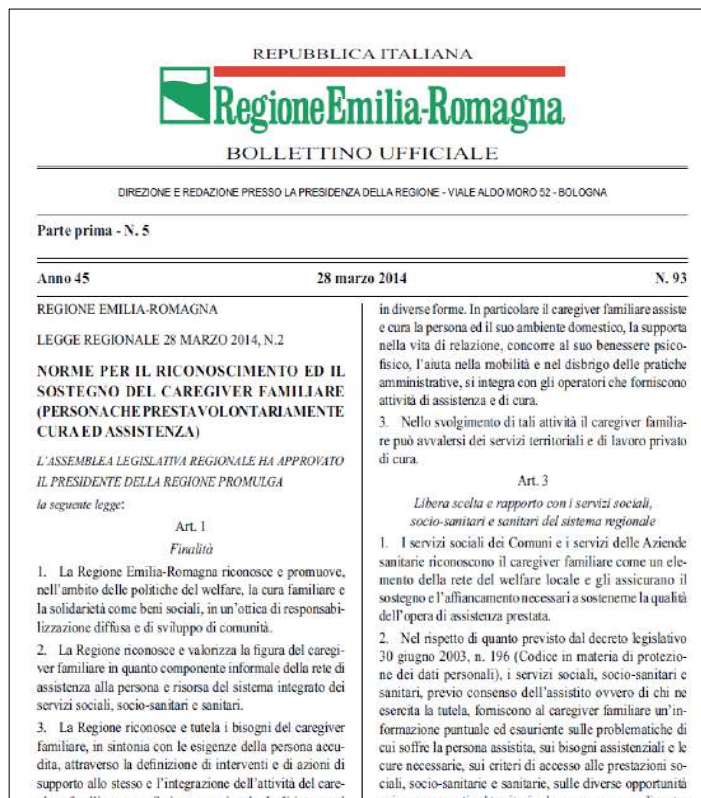 REPUBBLICA ITALIANA
RegioneEmilia-Romagna
BOLLETTINO UFFICIALE
DIREZIONE E REDAZIONE PRESSO LA PRESIDENZA DELLA REGIONE - VIALE ALDO MORO 52 - BOLOGNA
Parte prima - N. 5
Anno 45 28 marzo 2014 N. 93
REGIONE EMILIA-ROMAGNA
LEGGE REGIONALE 28 MARZO 2014, N.2
NORME PER IL RICONOSCIMENTO ED IL
SOSTEGNO DEL CAREGIVER FAMILIARE
(PERSONA CHE PRESTA VOLONTARIAMENTE
CURA ED ASSISTENZA)
L'ASSEMBLEA LEGISLATIVA REGIONALE HA APPROVATO
IL PRESIDENTE DELLA REGIONE PROMULGA
la seguente legge:
Art. 1
Finalità
1. La Regione Emilia-Romagna riconosce e promuove,
nell'ambito delle politiche del welfare, la cura familiare e
la solidarietà come beni sociali, in un'ottica di responsabi-
lizzazione diffusa e di sviluppo di comunità.
2. La Regione riconosce e valorizza la figura del caregi-
ver familiare in quanto componente informale della rete di
assistenza alla persona e risorsa del sistema integrato dei
servizi sociali, socio-sanitari e sanitari.
3. La Regione riconosce e tutela i bisogni del caregiver
familiare, in sintonia con le esigenze della persona accu-
dita, attraverso la definizione di interventi e di azioni di
supporto allo stesso e l'integrazione dell'attività del care-
in diverse forme. In particolare il caregiver familiare assiste
e cura la persona ed il suo ambiente domestico, la supporta
nella vita di relazione, concorre al suo benessere psico-
fisico, l'aiuta nella mobilità e nel disbrigo delle pratiche
amministrative, si integra con gli operatori che forniscono
attività di assistenza e di cura.
3. Nello svolgimento di tali attività il caregiver familia-
re può avvalersi dei servizi territoriali e di lavoro privato
di cura.
Art. 3
Libera scelta e rapporto con i servizi sociali,
socio-sanitari e sanitari del sistema regionale
1. I servizi sociali dei Comuni e i servizi delle Aziende
sanitarie riconoscono il caregiver familiare come un ele-
mento della rete del welfare locale e gli assicurano il
sostegno e l'affiancamento necessari a sostenerne la qualità
dell'opera di assistenza prestata.
2. Nel rispetto di quanto previsto dal decreto legislativo
30 giugno 2003, n. 196 (Codice in materia di protezio-
ne dei dati personali), i servizi sociali, socio-sanitari e
sanitari, previo consenso dell'assistito ovvero di chi ne
esercita la tutela, forniscono al caregiver familiare un'in-
formazione puntuale ed esauriente sulle problematiche di
cui soffre la persona assistita, sui bisogni assistenziali e le
cure necessarie, sui criteri di accesso alle prestazioni so-
ciali, socio-sanitarie e sanitarie, sulle diverse opportunità